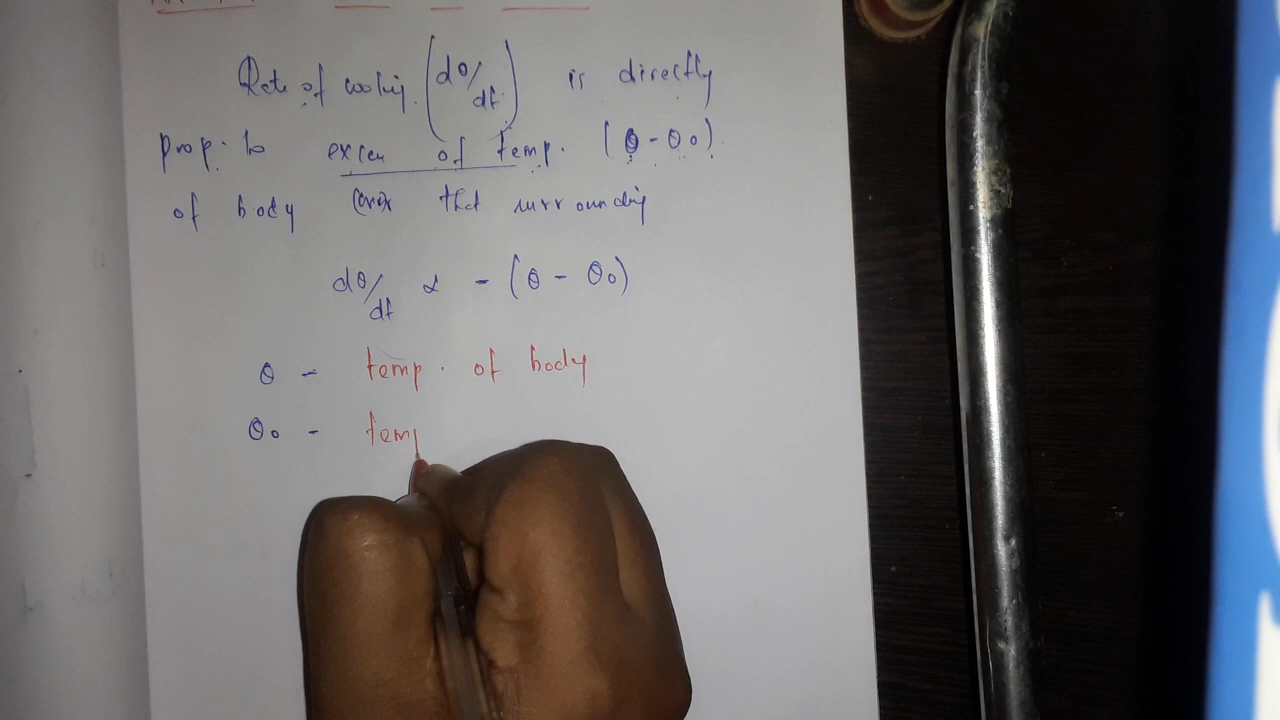 Rate of cooling (dθ/dt) is directly
prop. to excess of temp. (θ - θ₀)
of body over that surrounding
dθ/dt ∝ - (θ - θ₀)
θ - temp. of body
θ₀ - temp